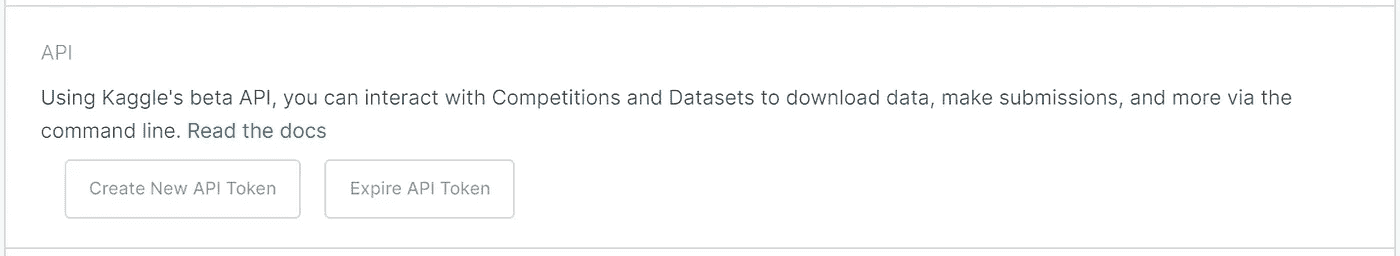 API
Using Kaggle's beta API, you can interact with Competitions and Datasets to download data, make submissions, and more via the
command line. Read the docs
Create New API Token Expire API Token